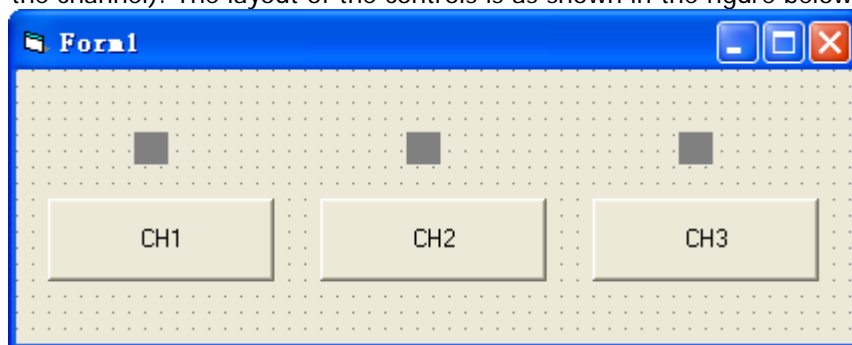 the channel). The layout of the controls is as shown in the figure below
Form1
CH1 CH2 CH3